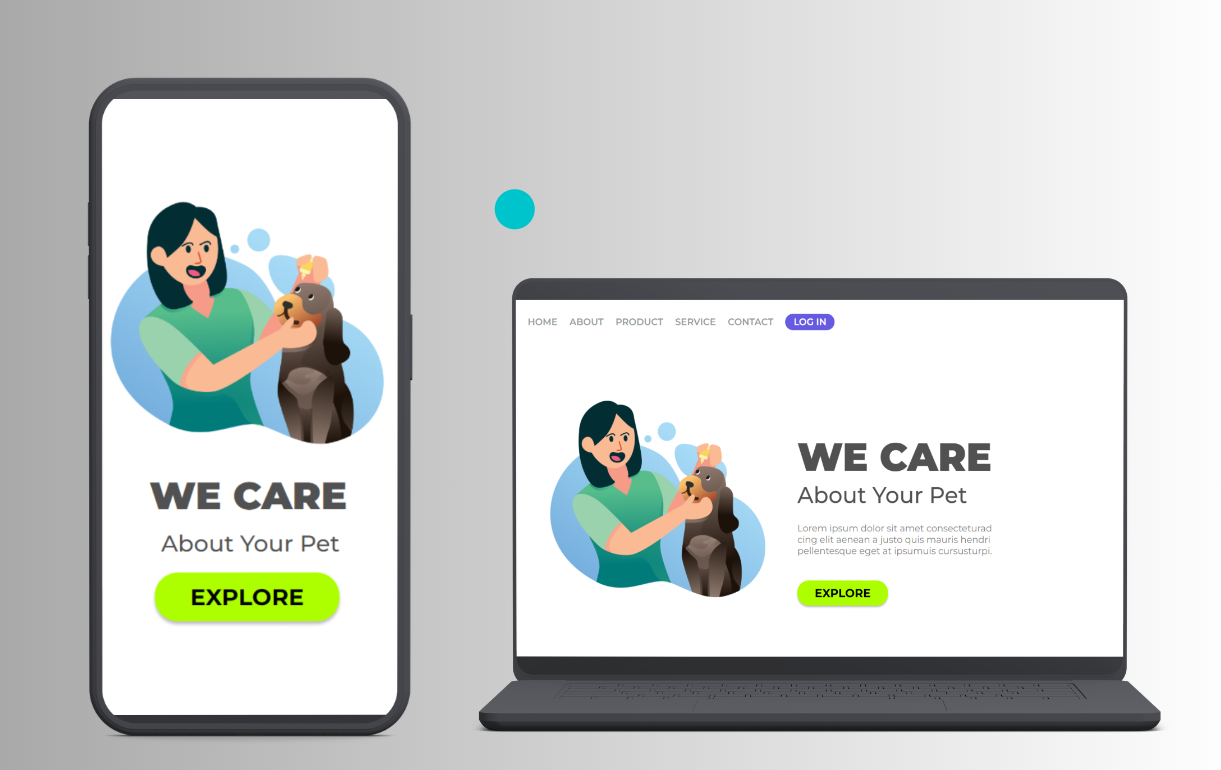 WE CARE
About Your Pet
EXPLORE
HOME ABOUT PRODUCT SERVICE CONTACT LOG IN
WE CARE
About Your Pet
Lorem ipsum dolor sit amet consecteturad
cing elit aenean a justo quis mauris hendri
pellentesque eget at ipsumuis cursusturpi.
EXPLORE